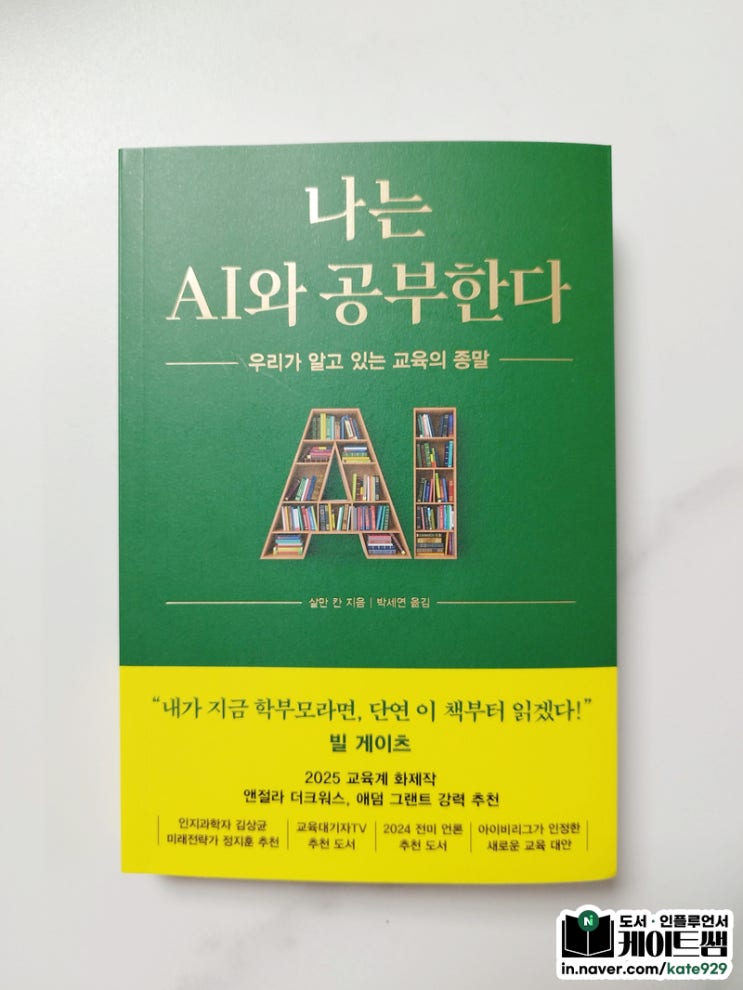 나는
AI와 공부한다
우리가 알고 있는 교육의 종말
AI
살만 칸 지음 | 박세연 옮김
“내가 지금 학부모라면, 단연 이 책부터 읽겠다!”
빌 게이츠
2025 교육계 화제작
앤절라 더크워스, 애덤 그랜트 강력 추천
인지과학자 김상균
미래전략가 정지훈 추천
교육대기자TV
추천 도서
2024 전미 언론
추천 도서
아이비리그가 인정한
새로운 교육 대안
N
도서 · 인플루언서
케이트쌤
in.naver.com/kate929